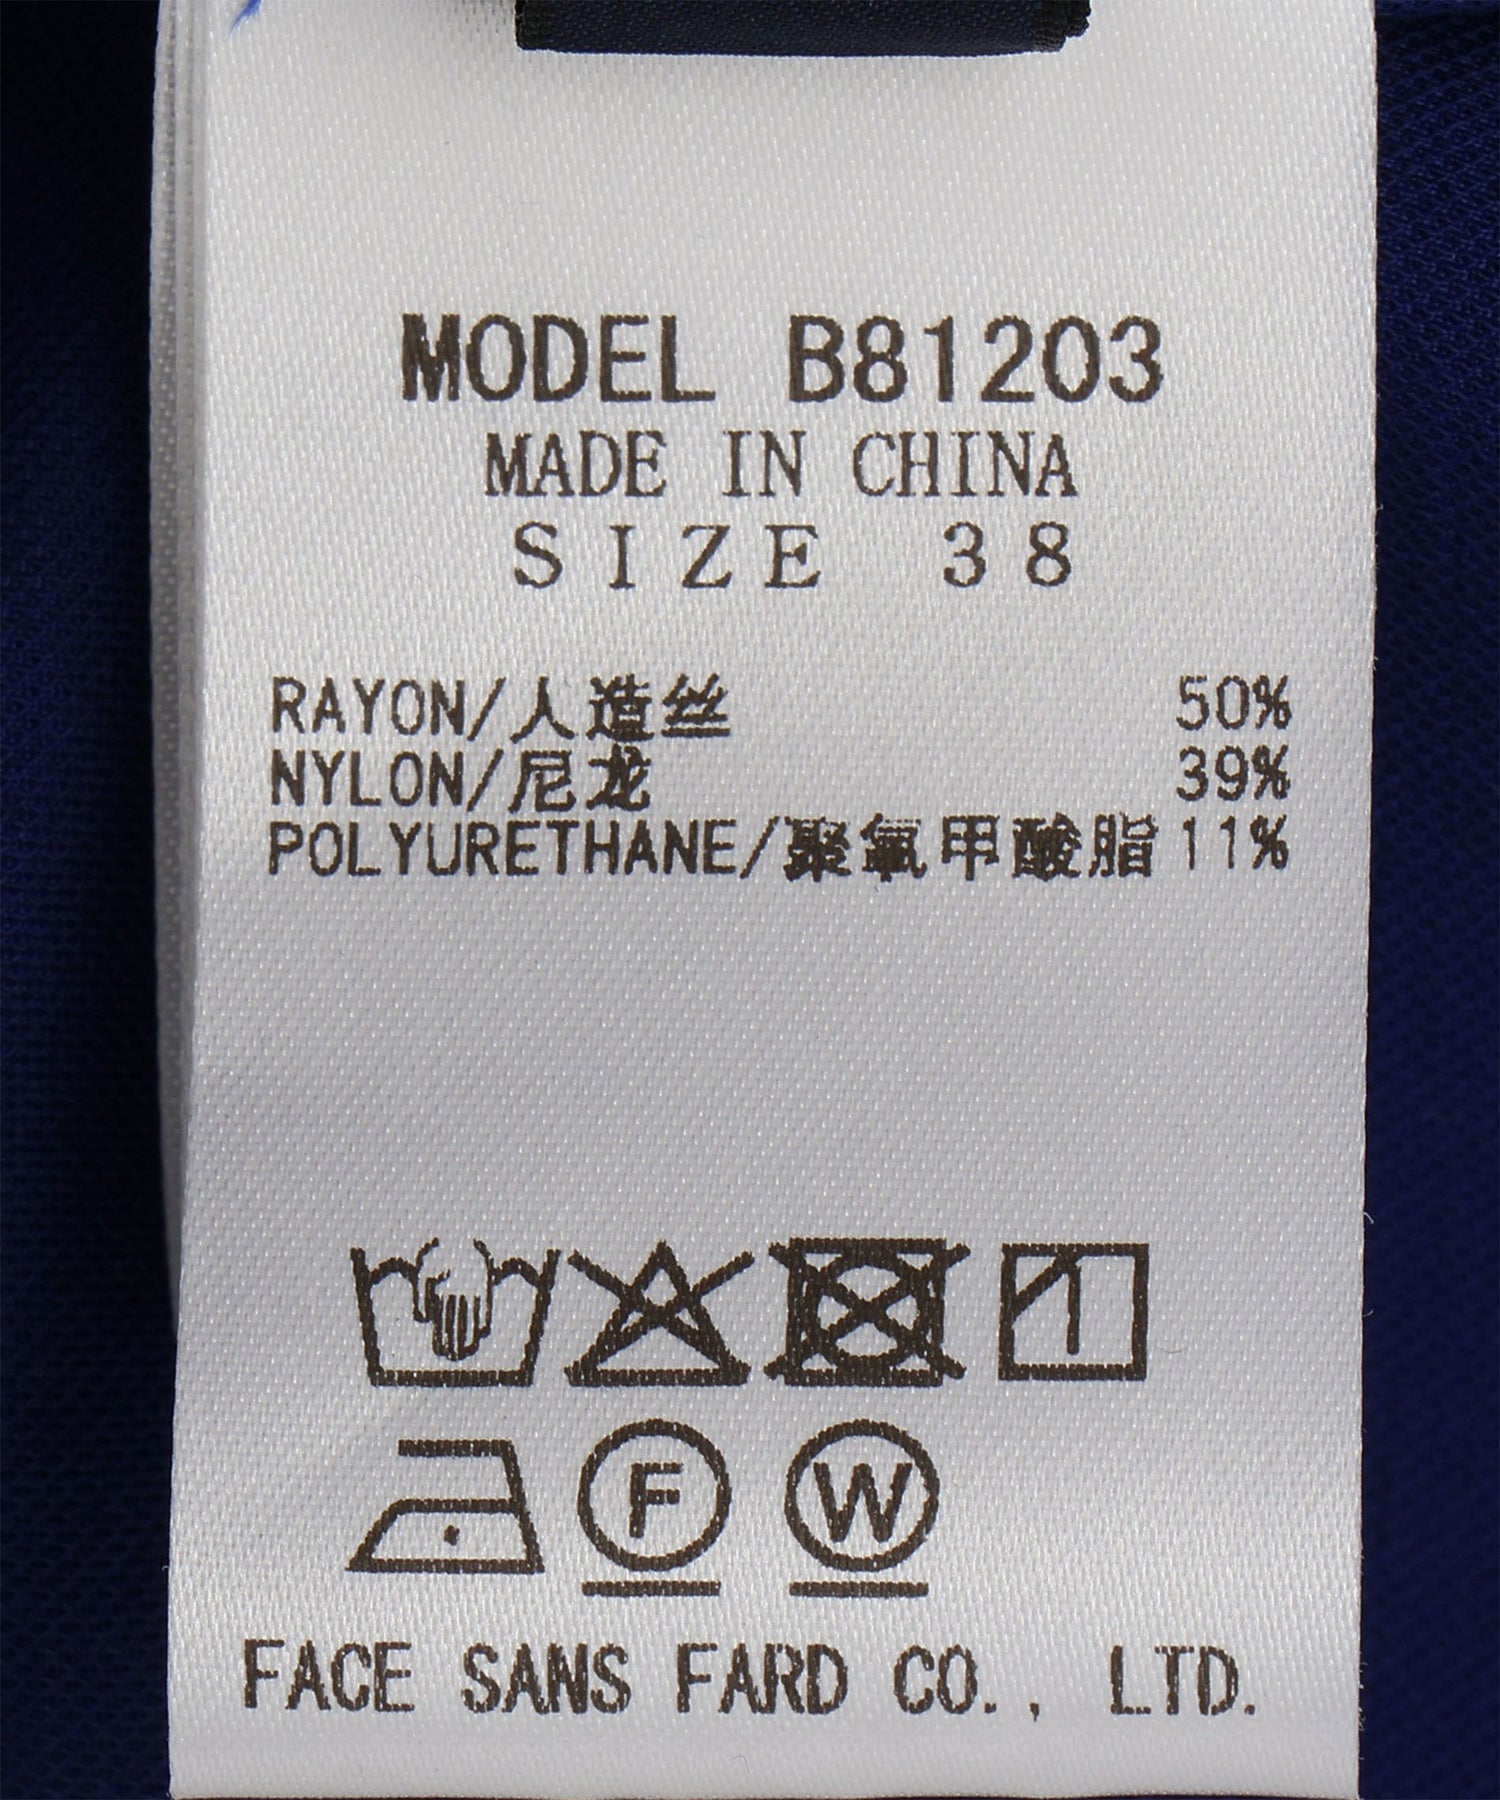 MODEL B81203
MADE IN CHINA
SIZE 38
RAYON/人造丝 50%
NYLON/尼龙 39%
POLYURETHANE/聚氨甲酸脂 11%
F W
FACE SANS FARD CO., LTD.